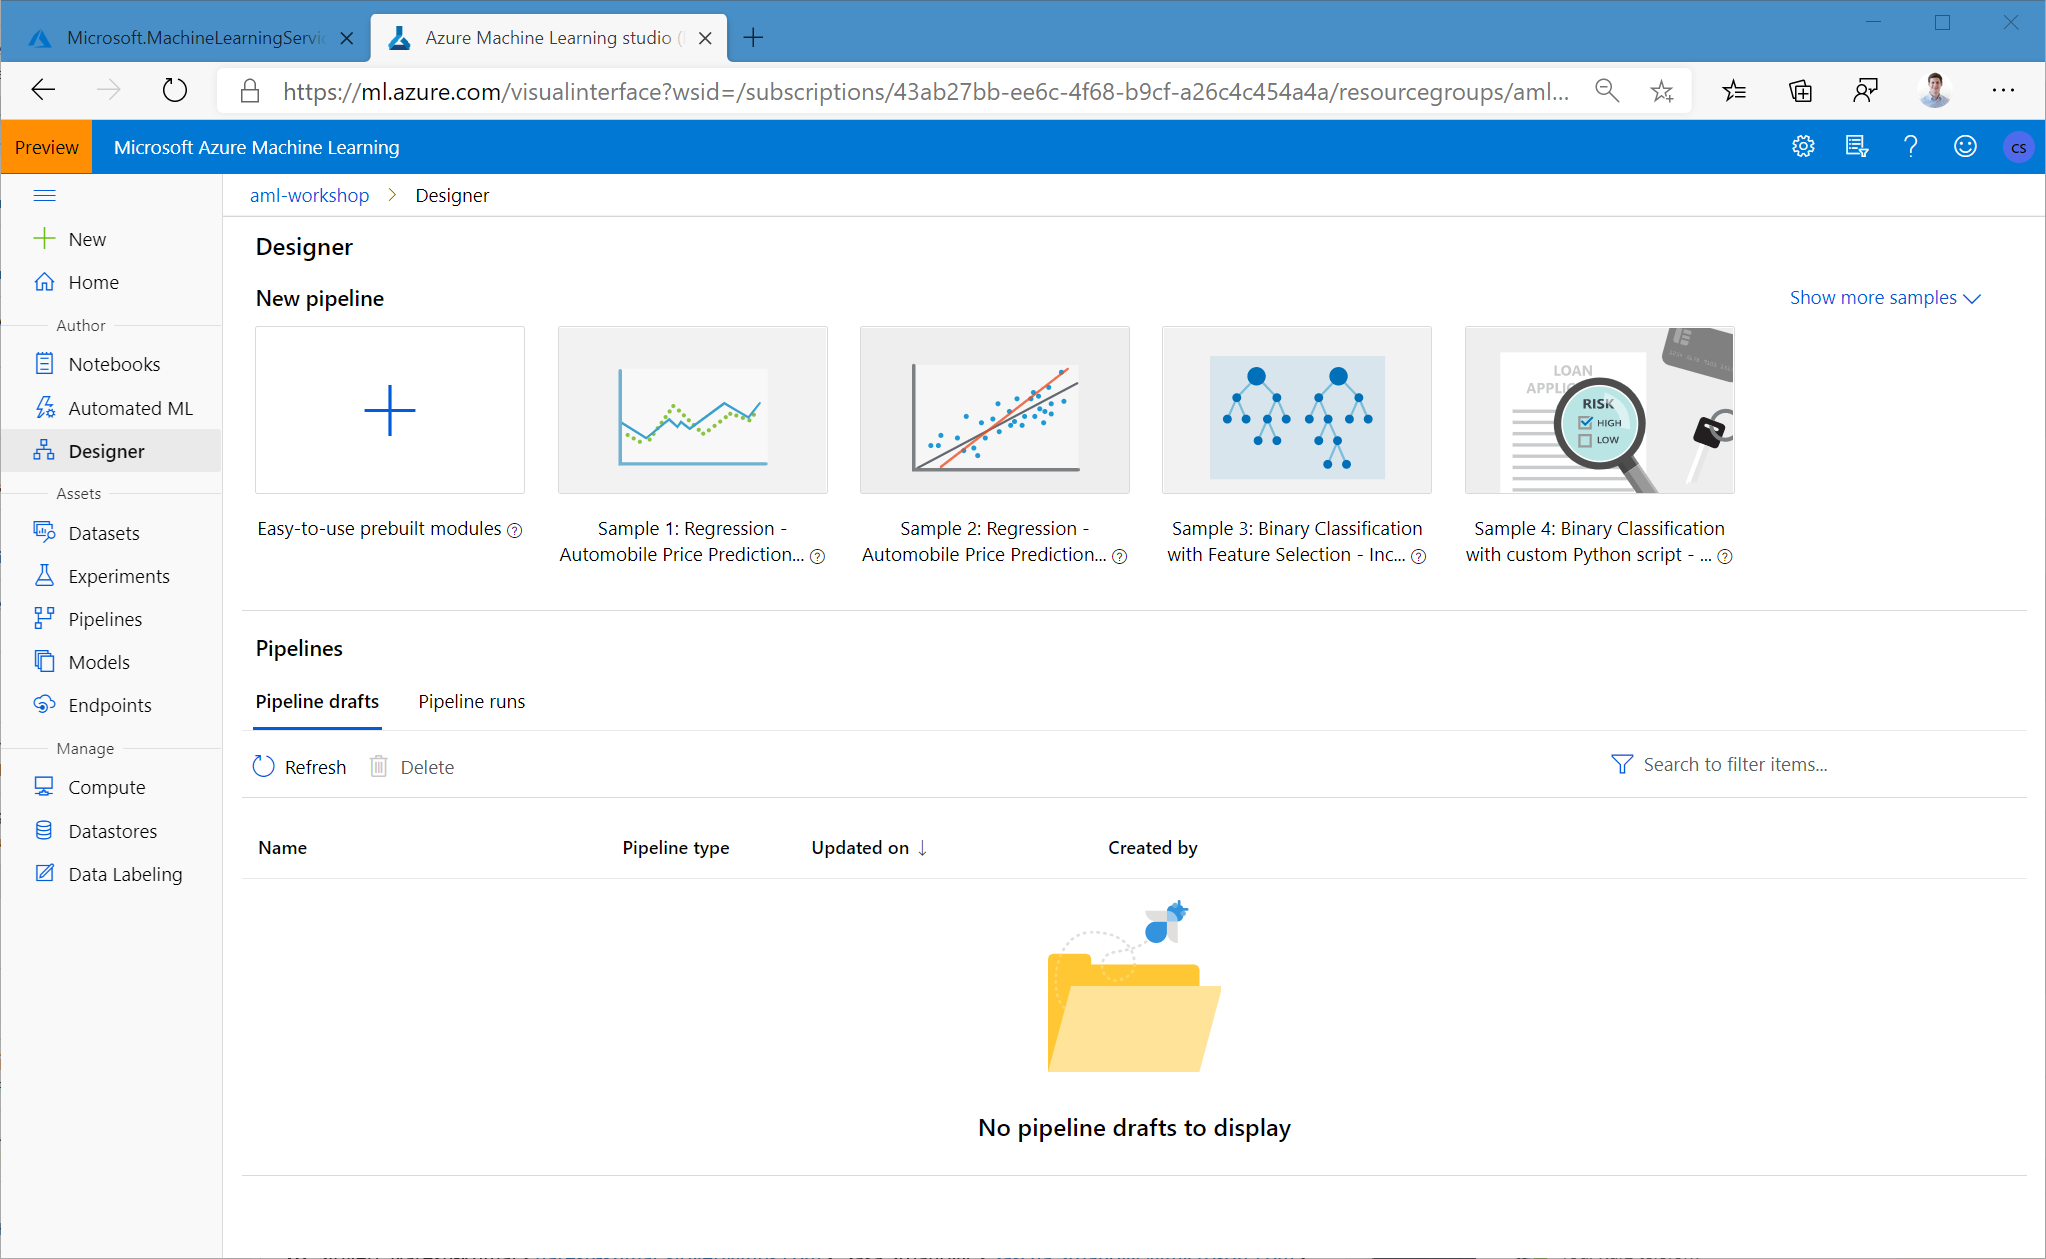 Microsoft.MachineLearningServic
Azure Machine Learning studio (
https://ml.azure.com/visualinterface?wsid=/subscriptions/43ab27bb-ee6c-4f68-b9cf-a26c4c454a4a/resourcegroups/aml...
Preview
Microsoft Azure Machine Learning
CS
aml-workshop > Designer
New
Home
Author
Notebooks
Automated ML
Designer
Assets
Datasets
Experiments
Pipelines
Models
Endpoints
Manage
Compute
Datastores
Data Labeling
Designer
New pipeline
Show more samples
LOAN
APPLIC
RISK
HIGH
LOW
Easy-to-use prebuilt modules
Sample 1: Regression -
Automobile Price Prediction...
Sample 2: Regression -
Automobile Price Prediction...
Sample 3: Binary Classification
with Feature Selection - Inc...
Sample 4: Binary Classification
with custom Python script - ...
Pipelines
Pipeline drafts
Pipeline runs
Refresh
Delete
Search to filter items...
Name
Pipeline type
Updated on ↓
Created by
No pipeline drafts to display